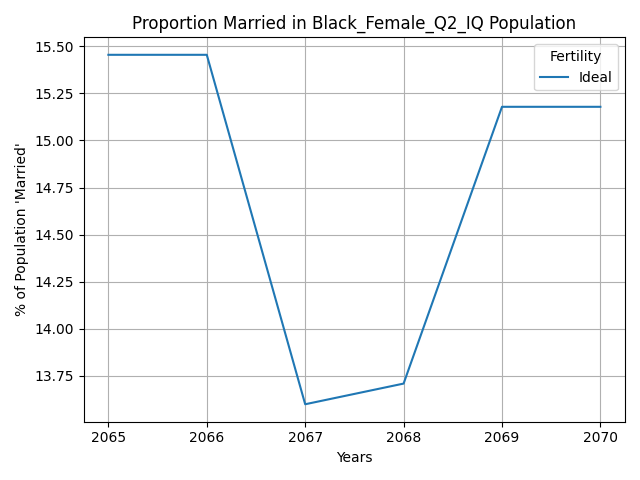 Proportion Married in Black_Female_Q2_IQ Population
15.50
15.25
15.00
14.75
14.50
14.25
14.00
13.75
% of Population 'Married'
Fertility
Ideal
2065 2066 2067 2068 2069 2070
Years